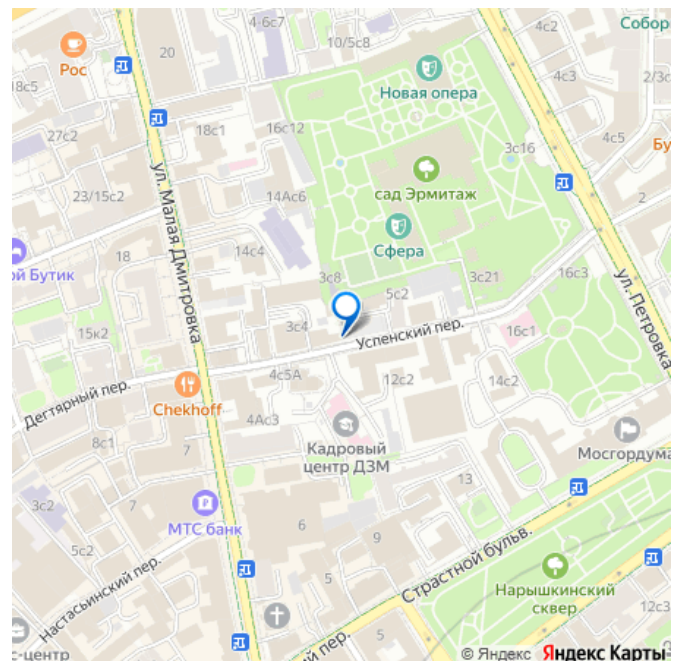 4-6с7
10/5с8
4с2
Собор
Рос
20
4с3
2/3с
18с5
Новая опера
27с2
18с1
16с12
3с16
4с5
Бу
ул. Малая Дмитровка
23/15с2
14Ас6
сад Эрмитаж
2
18
14с4
Сфера
ой Бутик
3с8
3с21
16с3
5с2
ул. Петровка
15к2
3с4
Успенский пер.
16с1
Дегтярный пер.
4с5А
12с2
14с2
Chekhoff
4Ас3
8с1
7
Кадровый
центр ДЗМ
Мосгордума
13
3с2
7
МТС банк
6
9
5с2
Страстной бульв.
Настасьинский пер.
5
Нарышкинский
сквер
12с3
5
й пер.
с-центр
© Яндекс Яндекс Карты